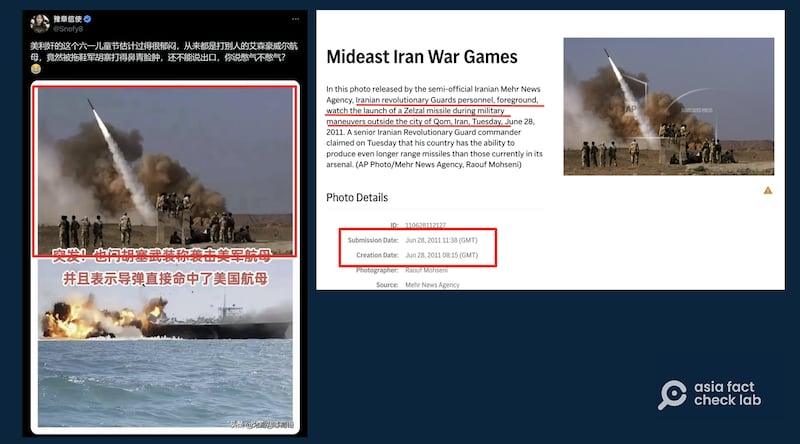 豫章信使
@Snofy8
美利奸的这个六一儿童节估计过得很郁闷，从来都是打别人的艾森豪威尔航
母，竟然被拖鞋军胡塞打得鼻青脸肿，还不能说出口，你说憋气不憋气?
突发！也门胡塞武装称袭击美军航母
并且表示导弹直接命中了美国航母
Mideast Iran War Games
In this photo released by the semi-official Iranian Mehr News
Agency, Iranian revolutionary Guards personnel, foreground,
watch the launch of a Zelzal missile during military
maneuvers outside the city of Qom, Iran, Tuesday, June 28,
2011. A senior Iranian Revolutionary Guard commander
claimed on Tuesday that his country has the ability to
produce even longer range missiles than those currently in its
arsenal. (AP Photo/Mehr News Agency, Raouf Mohseni)
AP
Photo Details
ID: 110628112127
Submission Date: Jun 28, 2011 11:38 (GMT)
Creation Date: Jun 28, 2011 08:15 (GMT)
Photographer: Raouf Mohseni
Source: Mehr News Agency
asia fact
check lab